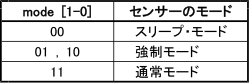 mode [1-0] センサーのモード
00 スリープ・モード
01 , 10 強制モード
11 通常モード